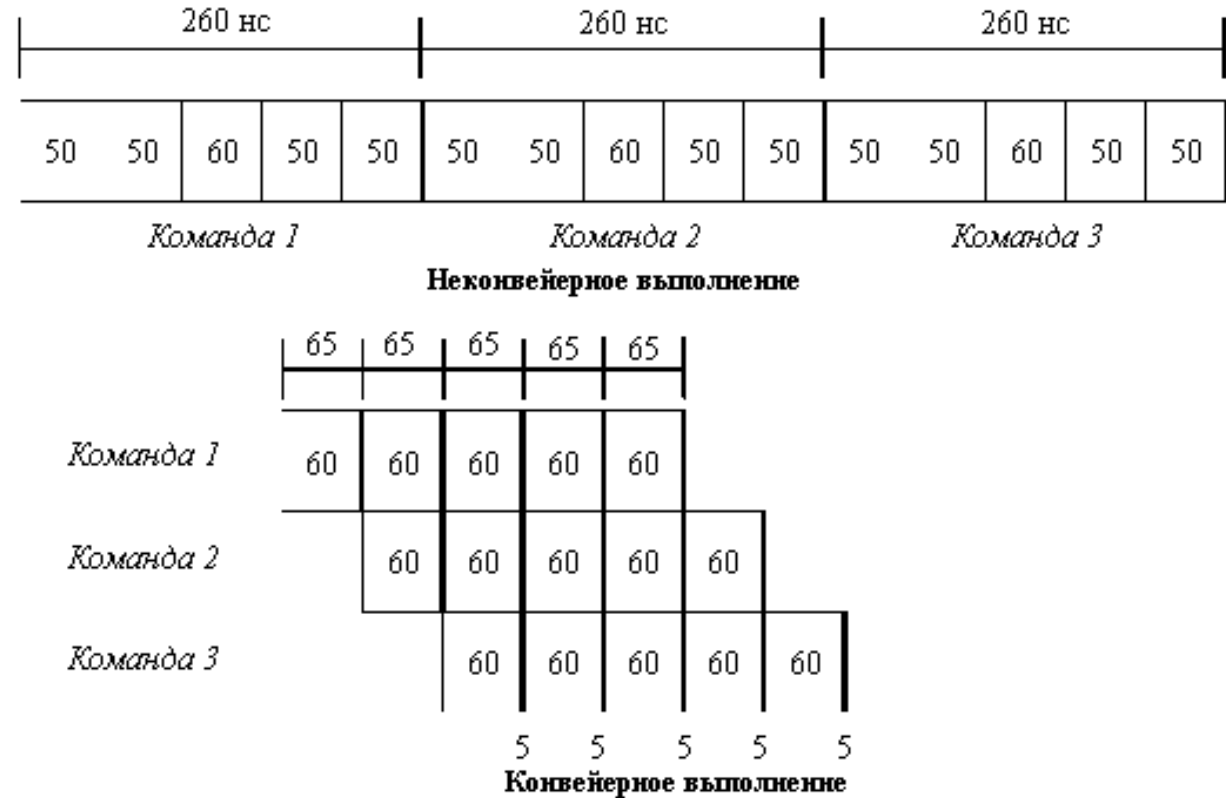 260 нс 260 нс 260 нс
50 50 60 50 50 50 50 60 50 50 50 50 60 50 50
Команда 1 Команда 2 Команда 3
Неконвейерное выполнение
65 65 65 65 65
Команда 1 60 60 60 60 60
Команда 2 60 60 60 60 60
Команда 3 60 60 60 60 60
5 5 5 5 5
Конвейерное выполнение